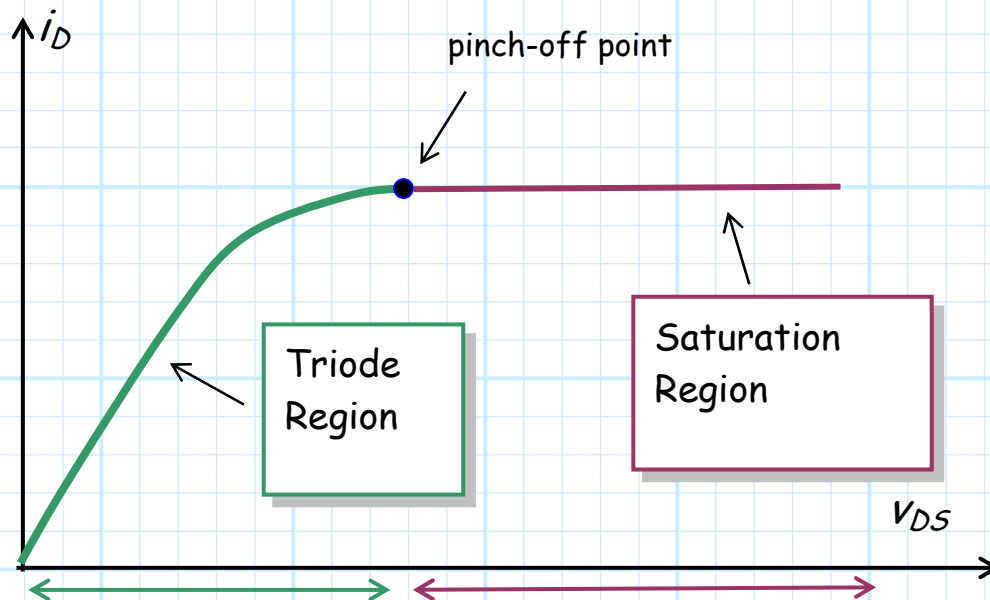 iD
pinch-off point
Triode
Region
Saturation
Region
vDS